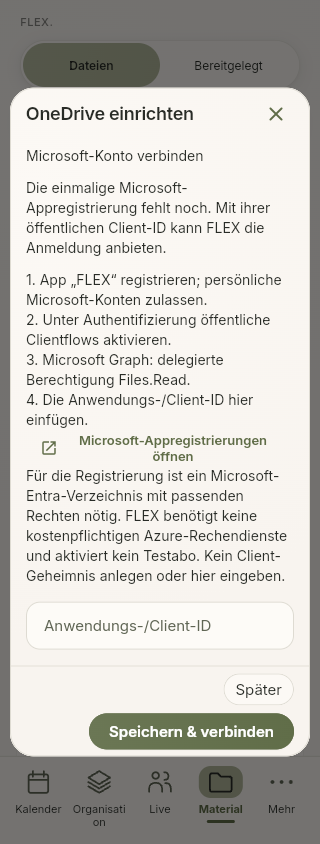 FLEX.
Dateien
Bereitgelegt
OneDrive einrichten
Microsoft-Konto verbinden
Die einmalige Microsoft-
Appregistrierung fehlt noch. Mit ihrer
öffentlichen Client-ID kann FLEX die
Anmeldung anbieten.
1. App „FLEX“ registrieren; persönliche
Microsoft-Konten zulassen.
2. Unter Authentifizierung öffentliche
Clientflows aktivieren.
3. Microsoft Graph: delegierte
Berechtigung Files.Read.
4. Die Anwendungs-/Client-ID hier
einfügen.
Microsoft-Appregistrierungen
öffnen
Für die Registrierung ist ein Microsoft-
Entra-Verzeichnis mit passenden
Rechten nötig. FLEX benötigt keine
kostenpflichtigen Azure-Rechendienste
und aktiviert kein Testabo. Kein Client-
Geheimnis anlegen oder hier eingeben.
Anwendungs-/Client-ID
Später
Speichern & verbinden
Kalender
Organisati
on
Live
Material
Mehr